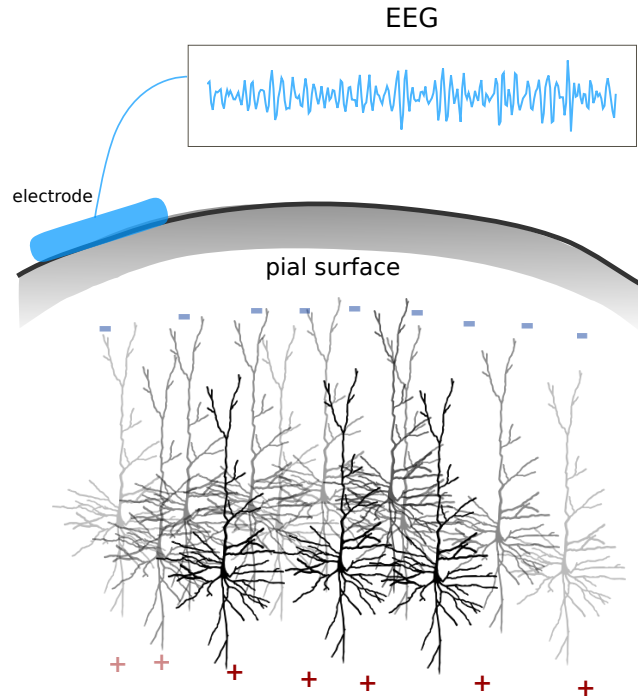 EEG
electrode
pial surface
- - - - - - - - -
+ + + + + + +